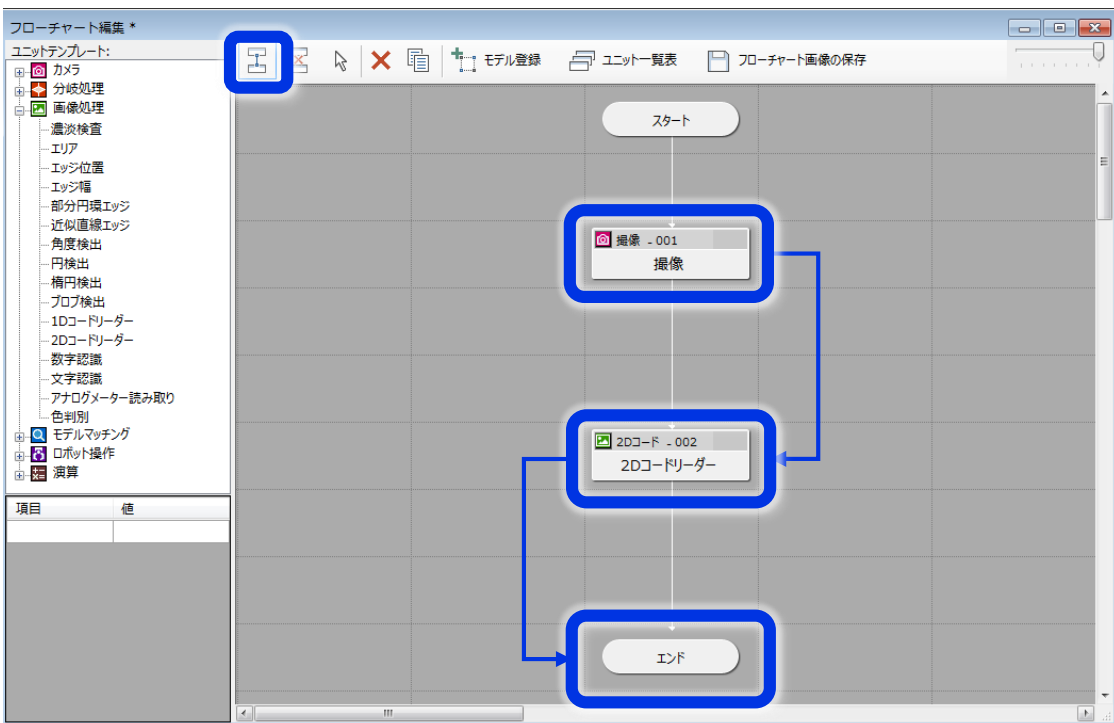 フローチャート編集 *
ユニットテンプレート:
カメラ
分岐処理
画像処理
濃淡検査
エリア
エッジ位置
エッジ幅
部分円環エッジ
近似直線エッジ
角度検出
円検出
楕円検出
ブロブ検出
1Dコードリーダー
2Dコードリーダー
数字認識
文字認識
アナログメーター読み取り
色判別
モデルマッチング
ロボット操作
演算
項目 値
モデル登録 ユニット一覧表 フローチャート画像の保存
スタート
撮像 - 001
撮像
2Dコード - 002
2Dコードリーダー
エンド